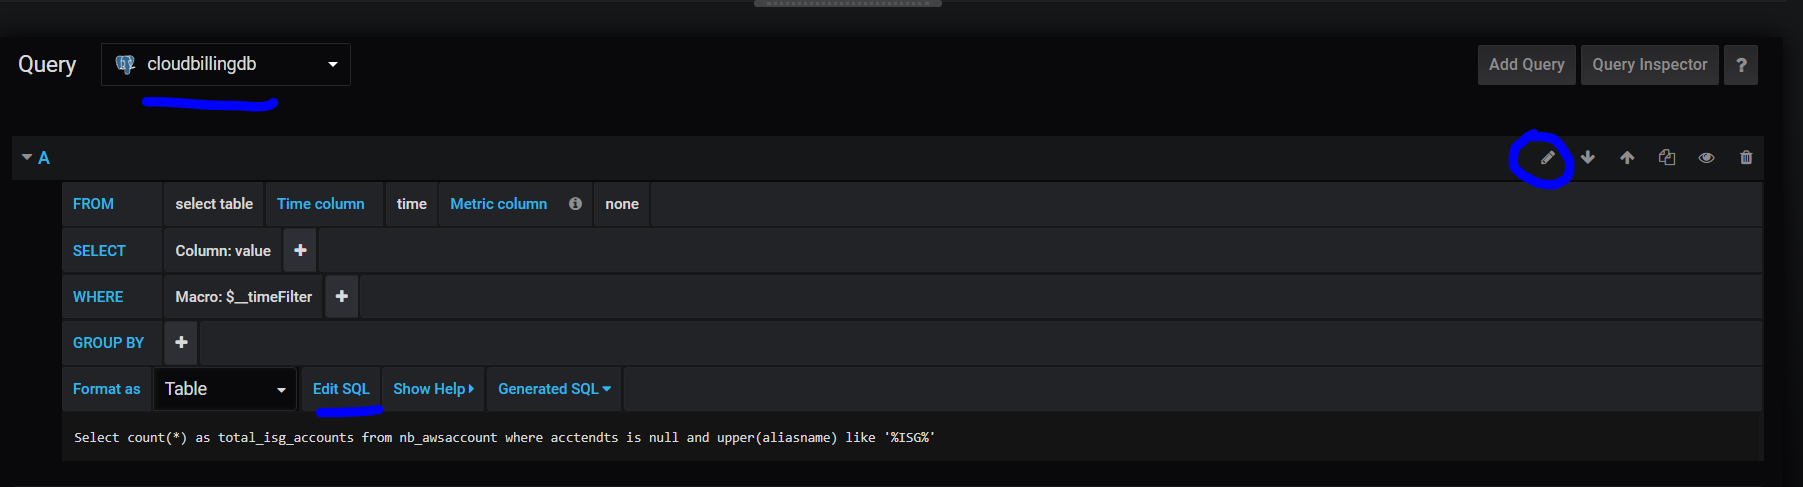 Query cloudbillingdb Add Query Query Inspector ?
A
FROM select table Time column time Metric column none
SELECT Column: value +
WHERE Macro: $__timeFilter +
GROUP BY +
Format as Table Edit SQL Show Help Generated SQL
Select count(*) as total_isg_accounts from nb_awsaccount where acctendts is null and upper(aliasname) like '%ISG%'